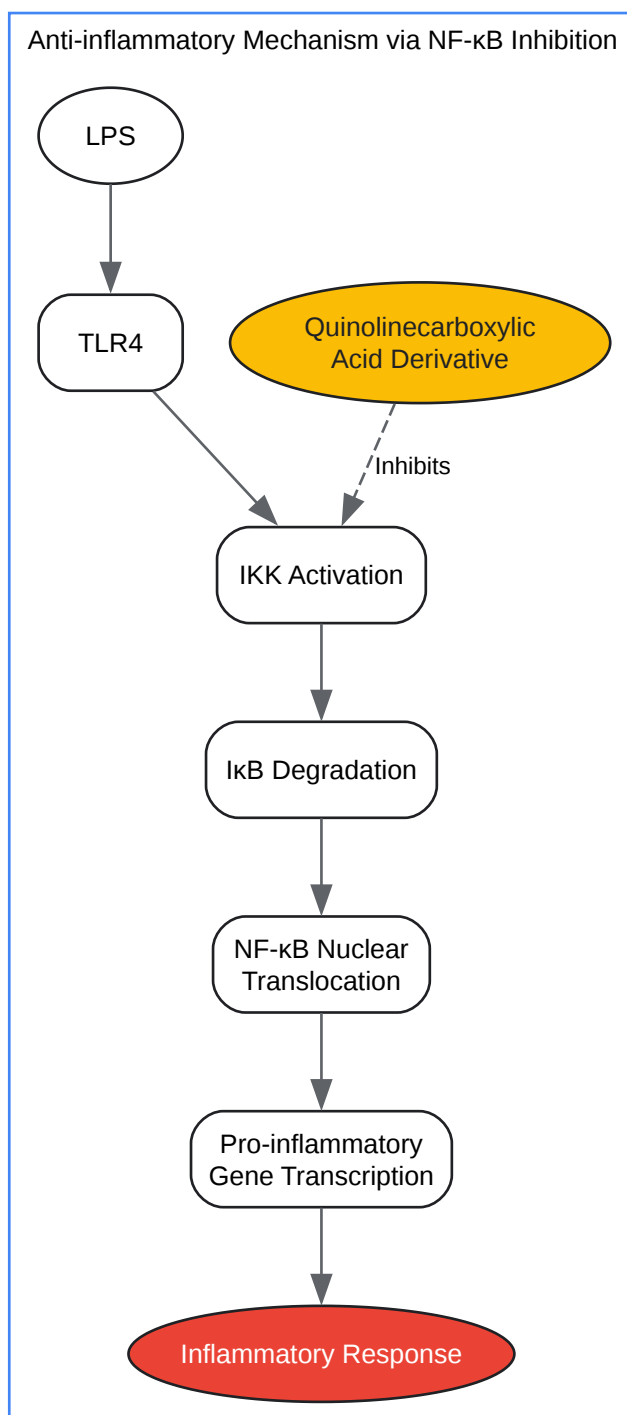 Anti-inflammatory Mechanism via NF-κB Inhibition
LPS
TLR4
Quinolinecarboxylic
Acid Derivative
Inhibits
IKK Activation
IκB Degradation
NF-κB Nuclear
Translocation
Pro-inflammatory
Gene Transcription
Inflammatory Response